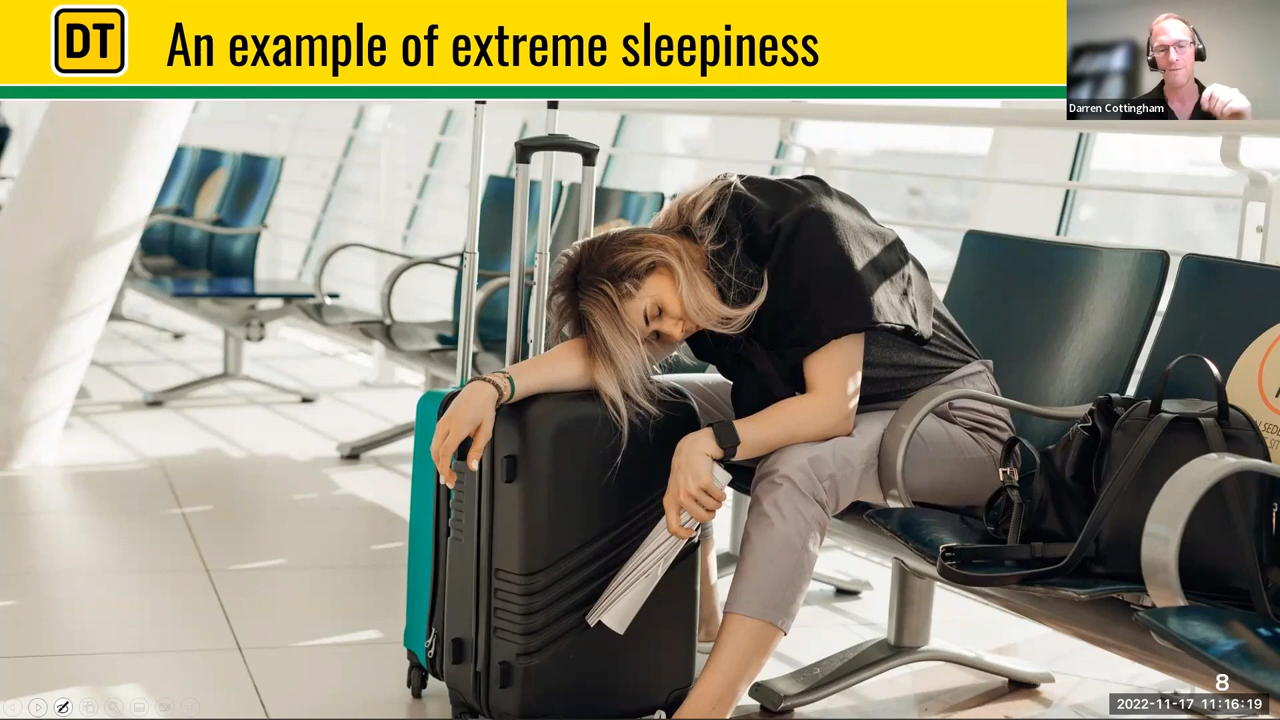 DT
An example of extreme sleepiness
Darren Cottingham
8
2022-11-17 11:16:19